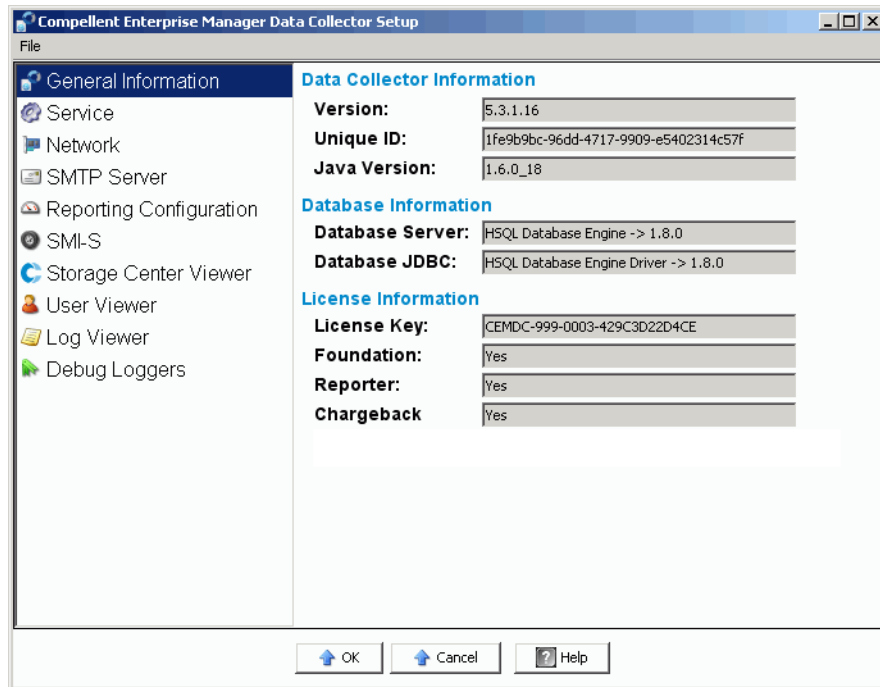 Compellent Enterprise Manager Data Collector Setup
File
General Information
Service
Network
SMTP Server
Reporting Configuration
SMI-S
Storage Center Viewer
User Viewer
Log Viewer
Debug Loggers
Data Collector Information
Version: 5.3.1.16
Unique ID: 1fe9b9bc-96dd-4717-9909-e5402314c57f
Java Version: 1.6.0_18
Database Information
Database Server: HSQL Database Engine -> 1.8.0
Database JDBC: HSQL Database Engine Driver -> 1.8.0
License Information
License Key: CEMDC-999-0003-429C3D22D4CE
Foundation: Yes
Reporter: Yes
Chargeback Yes
OK Cancel ? Help